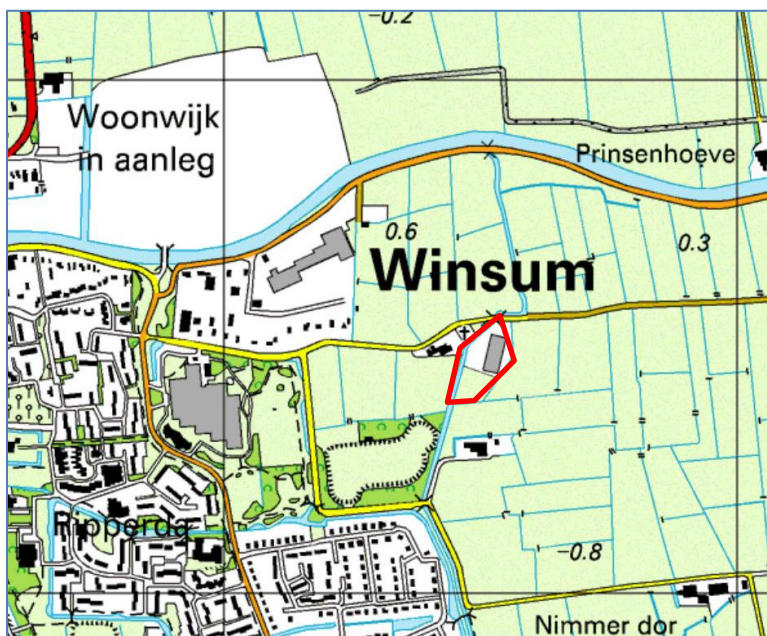 -0.2
Woonwijk
in aanleg
Prinsenhoeve
0.6
0.3
Winsum
Ripperda
-0.8
Nimmer dor